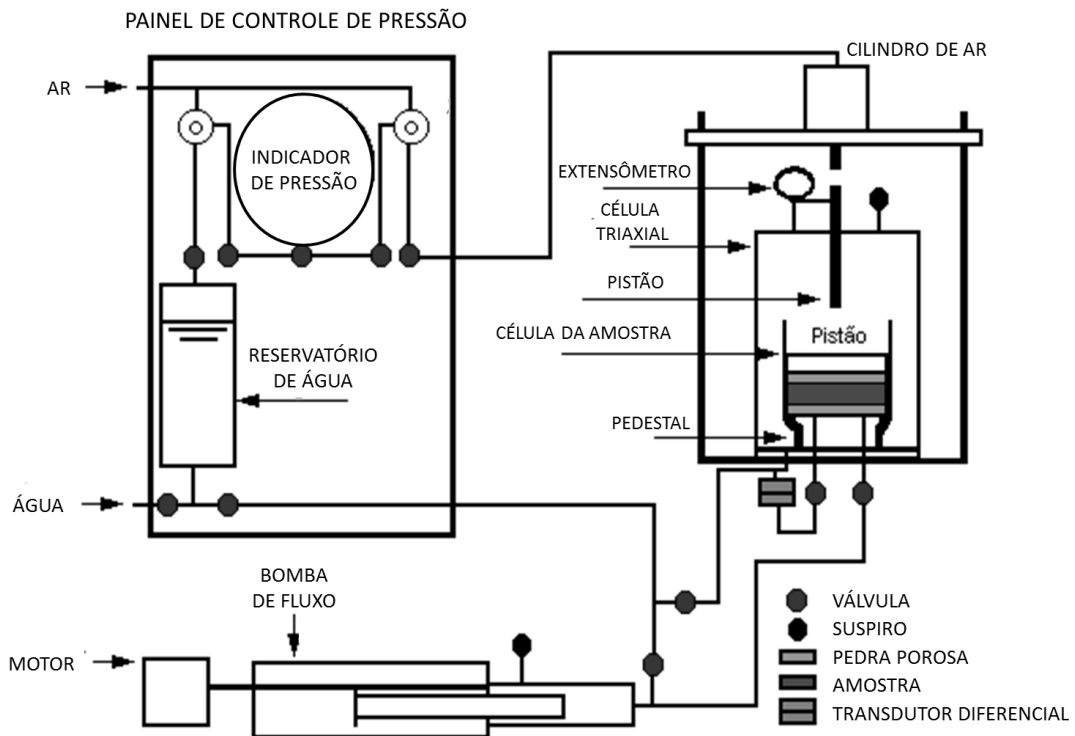 PAINEL DE CONTROLE DE PRESSÃO
CILINDRO DE AR
AR
INDICADOR
DE PRESSÃO
EXTENSÔMETRO
CÉLULA
TRIAXIAL
PISTÃO
CÉLULA DA AMOSTRA
Pistão
RESERVATÓRIO
DE ÁGUA
PEDESTAL
ÁGUA
BOMBA
DE FLUXO
MOTOR
VÁLVULA
SUSPIRO
PEDRA POROSA
AMOSTRA
TRANSDUTOR DIFERENCIAL